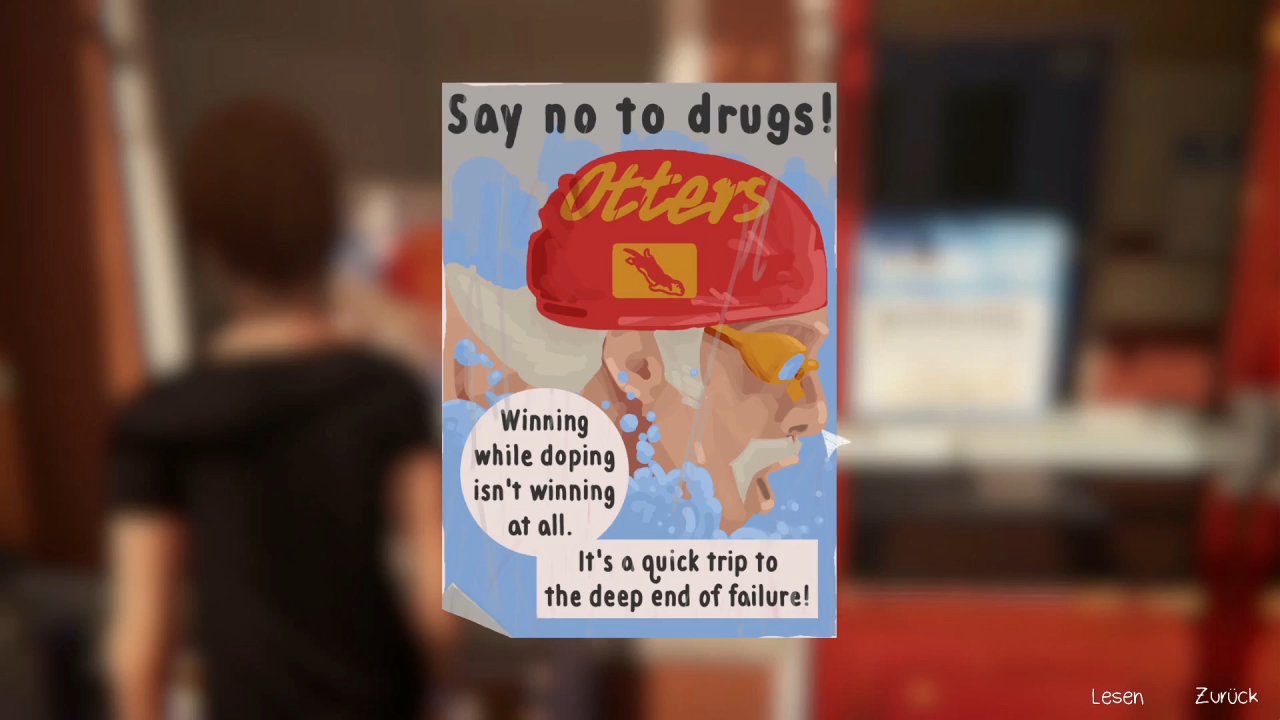 Say no to drugs!
Otters
Winning
while doping
isn't winning
at all.
It's a quick trip to
the deep end of failure!
Lesen Zurück